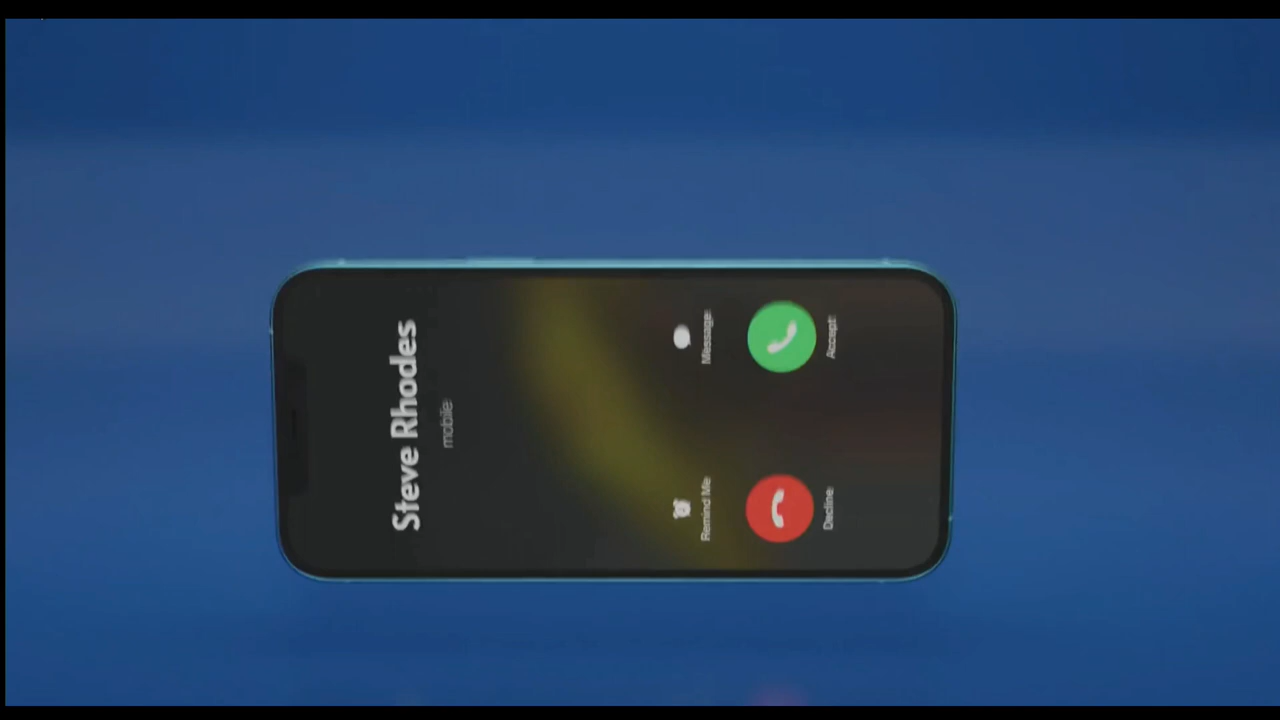 Steve Rhodes
mobile
Remind Me
Message
Decline
Accept